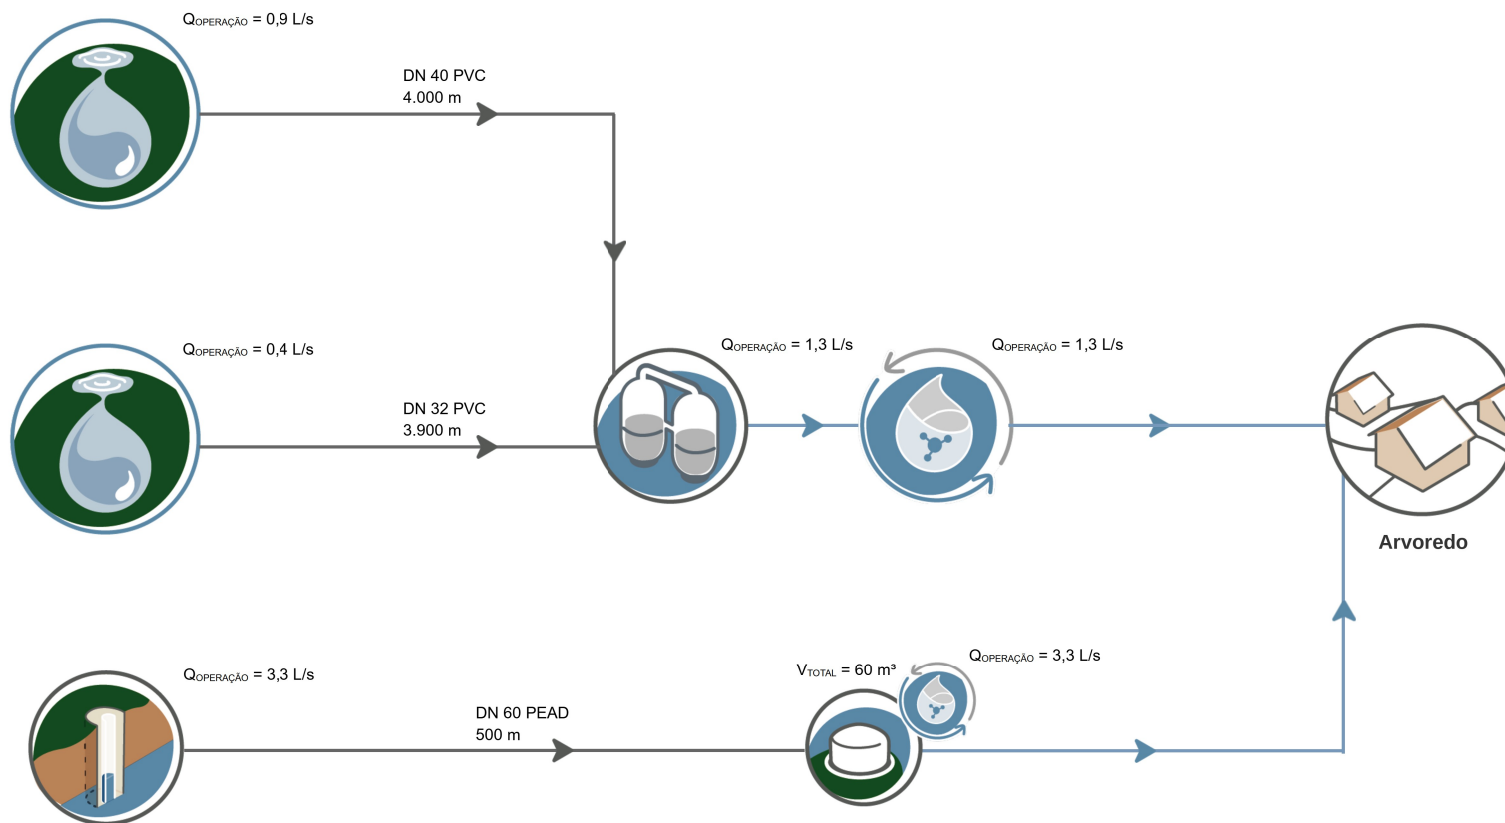 QOPERAÇÃO = 0,9 L/s
DN 40 PVC
4.000 m
QOPERAÇÃO = 0,4 L/s
DN 32 PVC
3.900 m
QOPERAÇÃO = 1,3 L/s
QOPERAÇÃO = 1,3 L/s
Arvoredo
QOPERAÇÃO = 3,3 L/s
DN 60 PEAD
500 m
VTOTAL = 60 m³
QOPERAÇÃO = 3,3 L/s